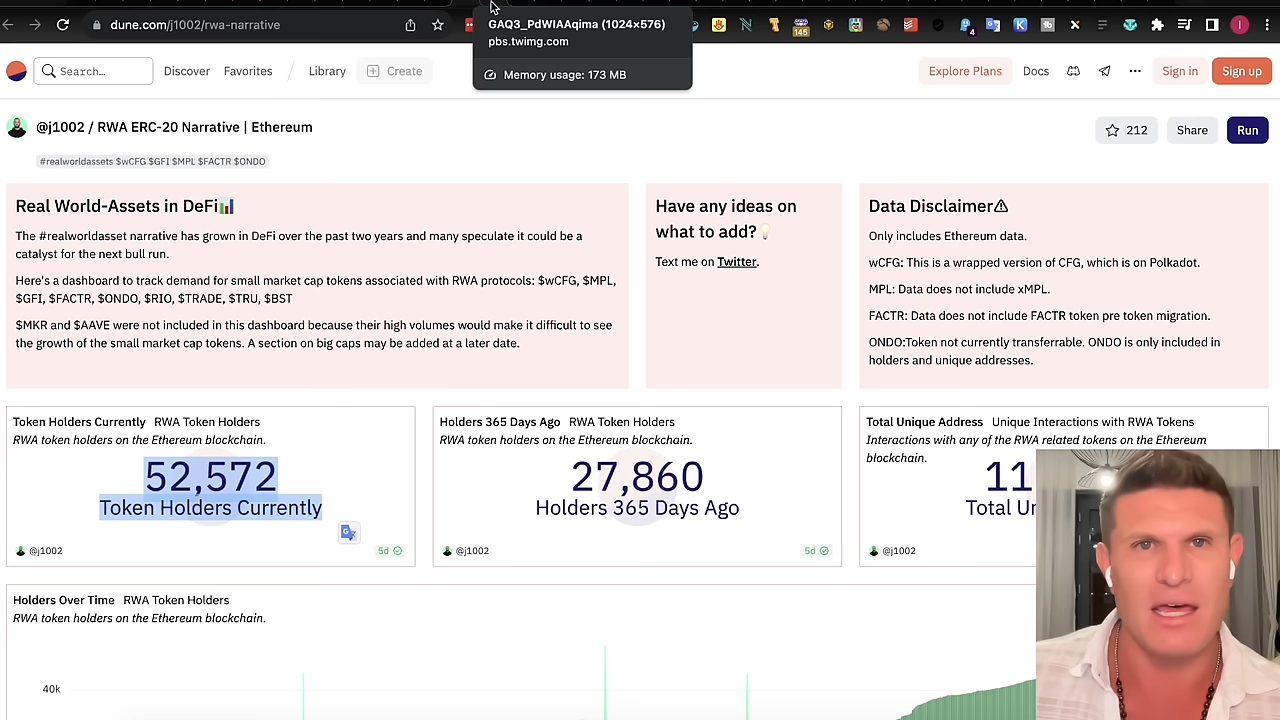 dune.com/j1002/rwa-narrative
GAQ3_PdWIAAqima (1024×576)
pbs.twimg.com
Memory usage: 173 MB
145
4
Search...
Discover
Favorites
Library
Create
Explore Plans
Docs
Sign in
Sign up
@j1002 / RWA ERC-20 Narrative | Ethereum
212
Share
Run
#realworldassets $wCFG $GFI $MPL $FACTR $ONDO
Real World-Assets in DeFi
The #realworldasset narrative has grown in DeFi over the past two years and many speculate it could be a
catalyst for the next bull run.
Here's a dashboard to track demand for small market cap tokens associated with RWA protocols: $wCFG, $MPL,
$GFI, $FACTR, $ONDO, $RIO, $TRADE, $TRU, $BST
$MKR and $AAVE were not included in this dashboard because their high volumes would make it difficult to see
the growth of the small market cap tokens. A section on big caps may be added at a later date.
Have any ideas on
what to add?
Text me on Twitter.
Data Disclaimer
Only includes Ethereum data.
wCFG: This is a wrapped version of CFG, which is on Polkadot.
MPL: Data does not include xMPL.
FACTR: Data does not include FACTR token pre token migration.
ONDO:Token not currently transferrable. ONDO is only included in
holders and unique addresses.
Token Holders Currently RWA Token Holders
RWA token holders on the Ethereum blockchain.
52,572
Token Holders Currently
@j1002
5d
Holders 365 Days Ago RWA Token Holders
RWA token holders on the Ethereum blockchain.
27,860
Holders 365 Days Ago
@j1002
5d
Total Unique Address Unique Interactions with RWA Tokens
Interactions with any of the RWA related tokens on the Ethereum
blockchain.
11
Total Un
@j1002
Holders Over Time RWA Token Holders
RWA token holders on the Ethereum blockchain.
40k